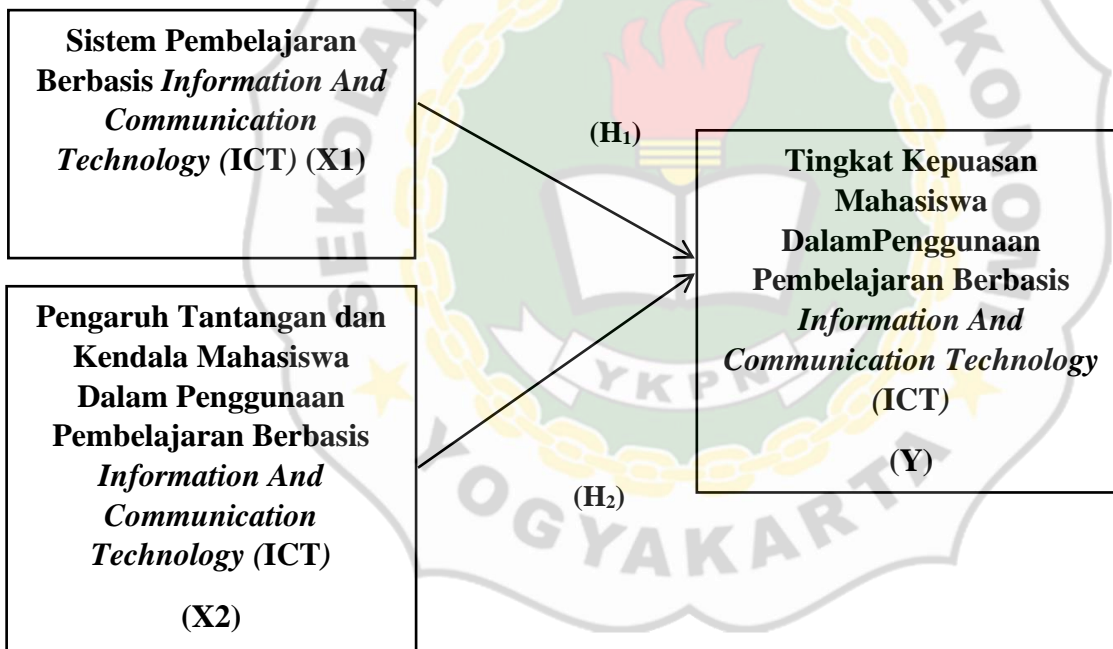 Sistem Pembelajaran
Berbasis Information And
Communication
Technology (ICT) (X1)
(H₁)
Tingkat Kepuasan
Mahasiswa
DalamPenggunaan
Pembelajaran Berbasis
Information And
Communication Technology
(ICT)
(Y)
Pengaruh Tantangan dan
Kendala Mahasiswa
Dalam Penggunaan
Pembelajaran Berbasis
Information And
Communication
Technology (ICT)
(X2)
(H₂)
EKONOMI
YKPN
YOGYAKARTA